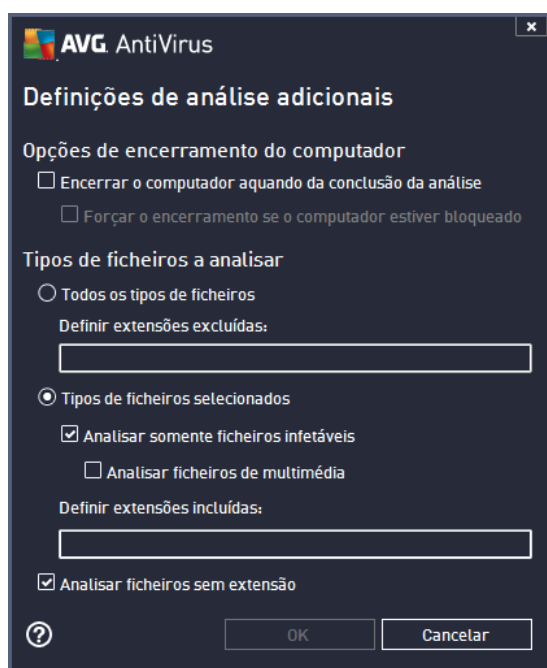 AVG. AntiVirus
Definições de análise adicionais
Opções de encerramento do computador
Encerrar o computador aquando da conclusão da análise
Forçar o encerramento se o computador estiver bloqueado
Tipos de ficheiros a analisar
Todos os tipos de ficheiros
Definir extensões excluídas:
Tipos de ficheiros selecionados
Analisar somente ficheiros infetáveis
Analisar ficheiros de multimédia
Definir extensões incluídas:
Analisar ficheiros sem extensão
OK
Cancelar